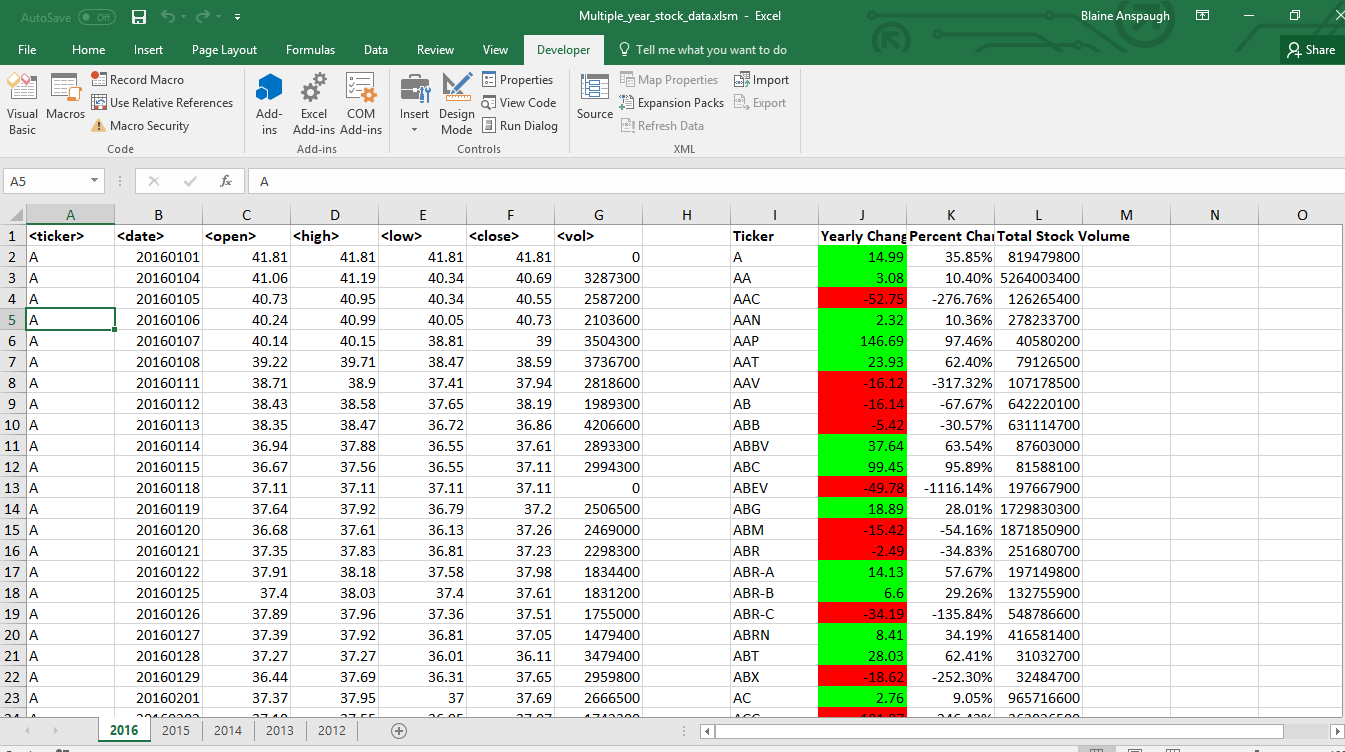 AutoSave Off Multiple_year_stock_data.xlsm - Excel Blaine Anspaugh
File Home Insert Page Layout Formulas Data Review View Developer Tell me what you want to do Share
Visual Basic Macros Record Macro Use Relative References Macro Security Code
Add-ins Excel Add-ins COM Add-ins Add-ins
Insert Design Mode Properties View Code Run Dialog Controls
Source Map Properties Expansion Packs Refresh Data Import Export XML
A5 fx A
A B C D E F G H I J K L M N O
1 <ticker> <date> <open> <high> <low> <close> <vol> Ticker Yearly Chang Percent Chan Total Stock Volume
2 A 20160101 41.81 41.81 41.81 41.81 0 A 14.99 35.85% 819479800
3 A 20160104 41.06 41.19 40.34 40.69 3287300 AA 3.08 10.40% 5264003400
4 A 20160105 40.73 40.95 40.34 40.55 2587200 AAC -52.75 -276.76% 126265400
5 A 20160106 40.24 40.99 40.05 40.73 2103600 AAN 2.32 10.36% 278233700
6 A 20160107 40.14 40.15 38.81 39 3504300 AAP 146.69 97.46% 40580200
7 A 20160108 39.22 39.71 38.47 38.59 3736700 AAT 23.93 62.40% 79126500
8 A 20160111 38.71 38.9 37.41 37.94 2818600 AAV -16.12 -317.32% 107178500
9 A 20160112 38.43 38.58 37.65 38.19 1989300 AB -16.14 -67.67% 642220100
10 A 20160113 38.35 38.47 36.72 36.86 4206600 ABB -5.42 -30.57% 631114700
11 A 20160114 36.94 37.88 36.55 37.61 2893300 ABBV 37.64 63.54% 87603000
12 A 20160115 36.67 37.56 36.55 37.11 2994300 ABC 99.45 95.89% 81588100
13 A 20160118 37.11 37.11 37.11 37.11 0 ABEV -49.78 -1116.14% 197667900
14 A 20160119 37.64 37.92 36.79 37.2 2506500 ABG 18.89 28.01% 1729830300
15 A 20160120 36.68 37.61 36.13 37.26 2469000 ABM -15.42 -54.16% 1871850900
16 A 20160121 37.35 37.83 36.81 37.23 2298300 ABR -2.49 -34.83% 251680700
17 A 20160122 37.91 38.18 37.58 37.98 1834400 ABR-A 14.13 57.67% 197149800
18 A 20160125 37.4 38.03 37.4 37.61 1831200 ABR-B 6.6 29.26% 132755900
19 A 20160126 37.89 37.96 37.36 37.51 1755000 ABR-C -34.19 -135.84% 548786600
20 A 20160127 37.39 37.92 36.81 37.05 1479400 ABRN 8.41 34.19% 416581400
21 A 20160128 37.27 37.27 36.01 36.11 3479400 ABT 28.03 62.41% 31032700
22 A 20160129 36.44 37.69 36.31 37.65 2959800 ABX -18.62 -252.30% 32484700
23 A 20160201 37.37 37.95 37 37.69 2666500 AC 2.76 9.05% 965716600
2016 2015 2014 2013 2012